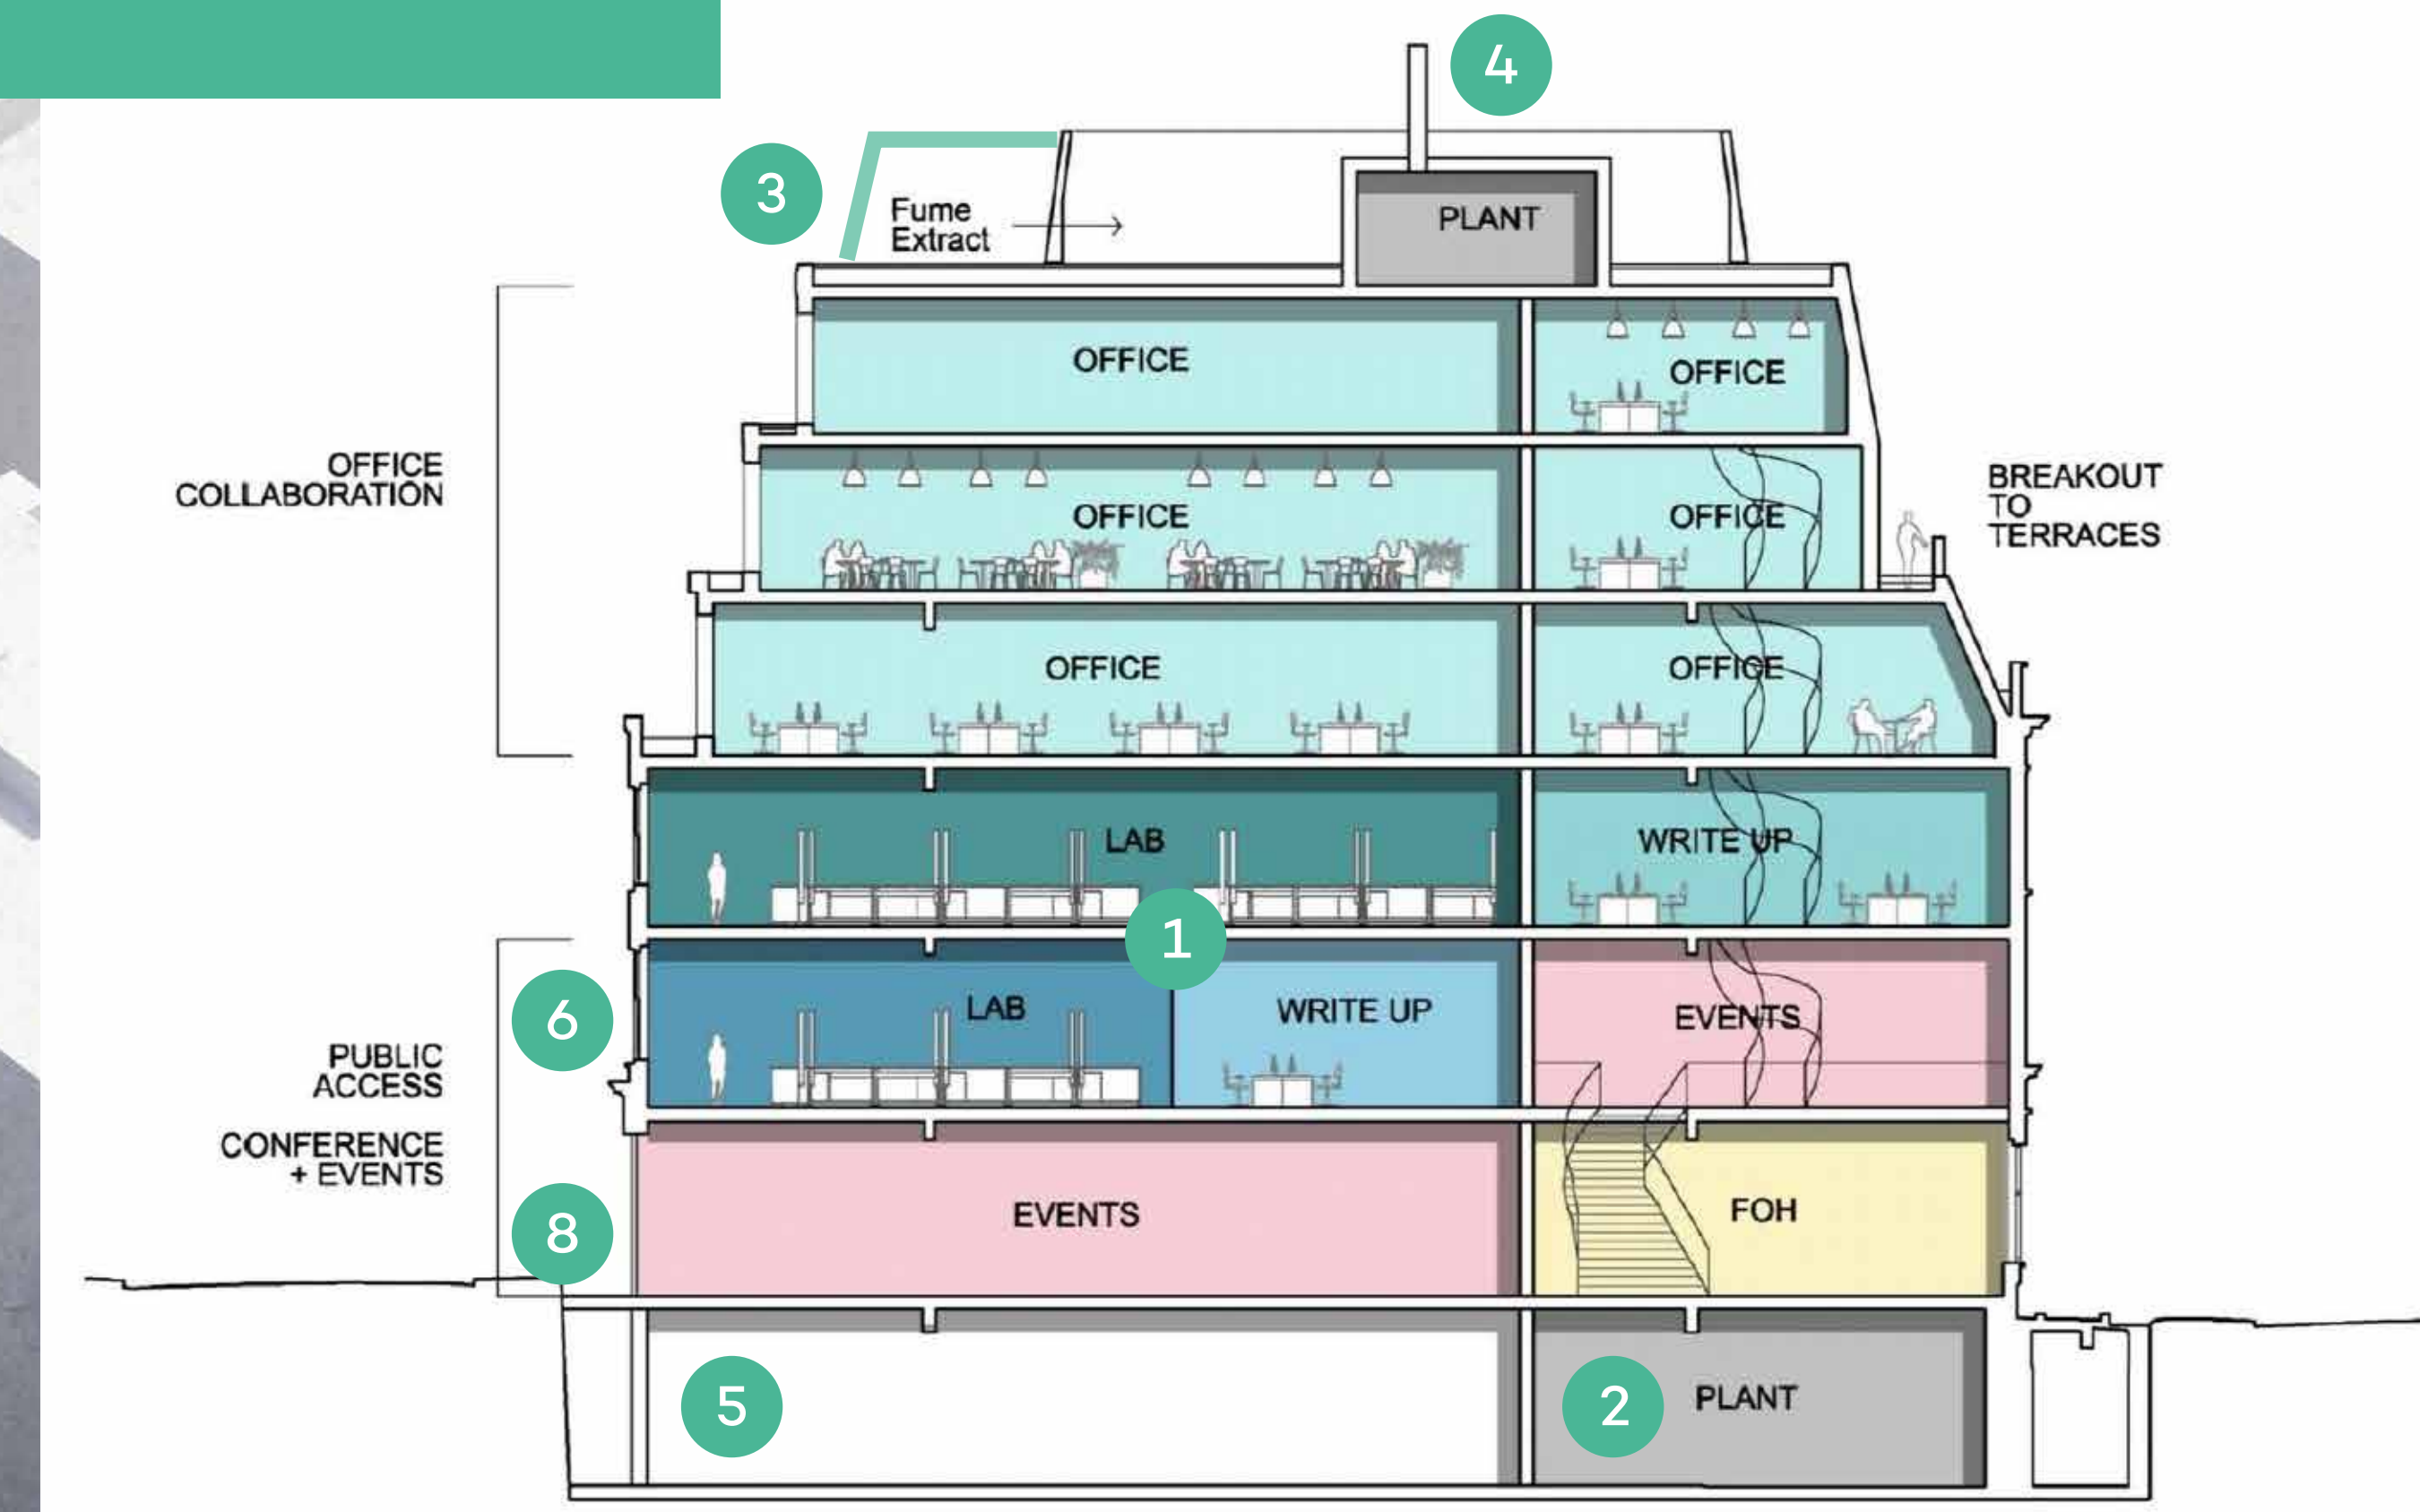 4
3
Fume
Extract
PLANT
OFFICE
OFFICE
OFFICE
COLLABORATION
OFFICE
OFFICE
BREAKOUT
TO
TERRACES
OFFICE
OFFICE
LAB
WRITE UP
1
6
LAB
WRITE UP
EVENTS
PUBLIC
ACCESS
CONFERENCE
+ EVENTS
8
EVENTS
FOH
5
2
PLANT